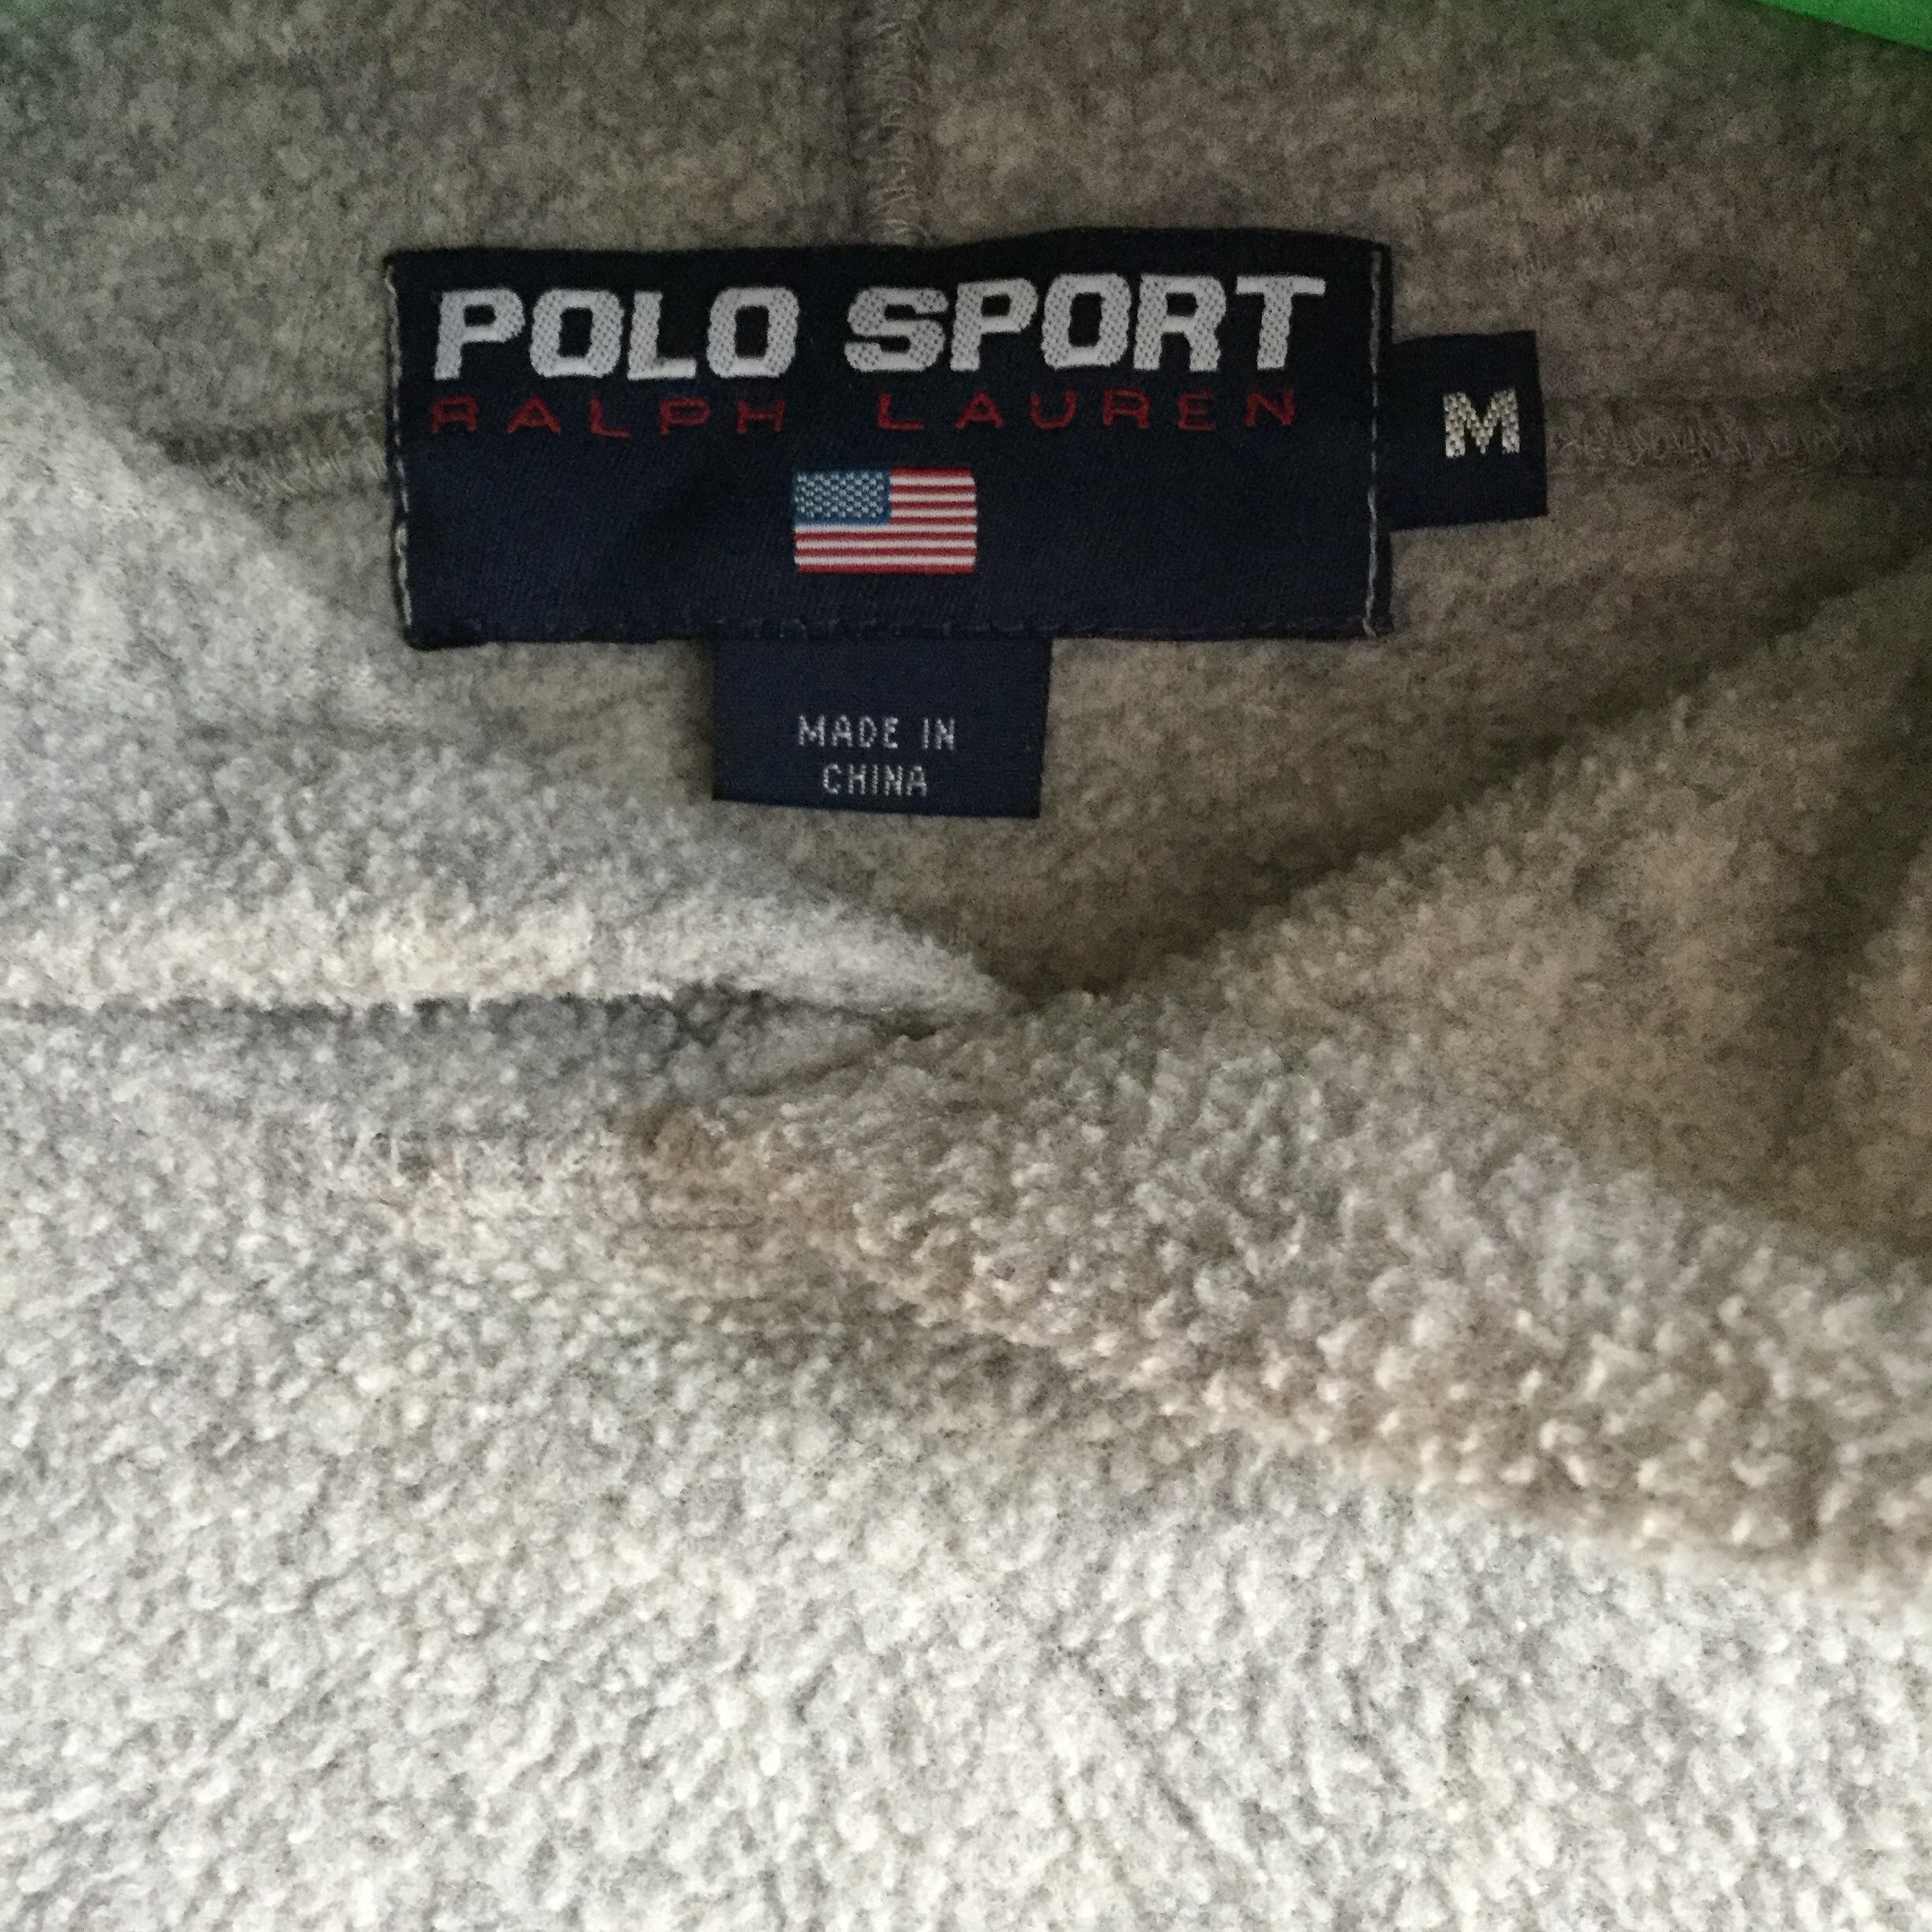 POLO SPORT
RALPH LAUREN
M
MADE IN
CHINA